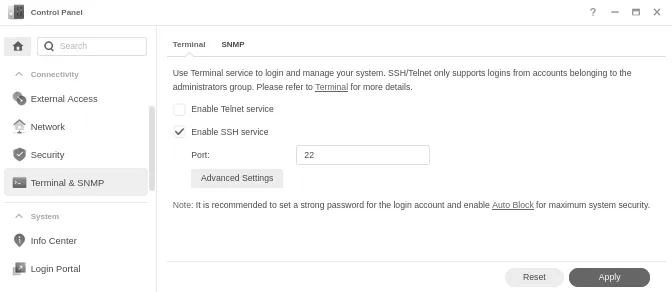 Control Panel
?
Search
Connectivity
External Access
Network
Security
Terminal & SNMP
System
Info Center
Login Portal
Terminal SNMP
Use Terminal service to login and manage your system. SSH/Telnet only supports logins from accounts belonging to the
administrators group. Please refer to Terminal for more details.
Enable Telnet service
Enable SSH service
Port: 22
Advanced Settings
Note: It is recommended to set a strong password for the login account and enable Auto Block for maximum system security.
Reset Apply